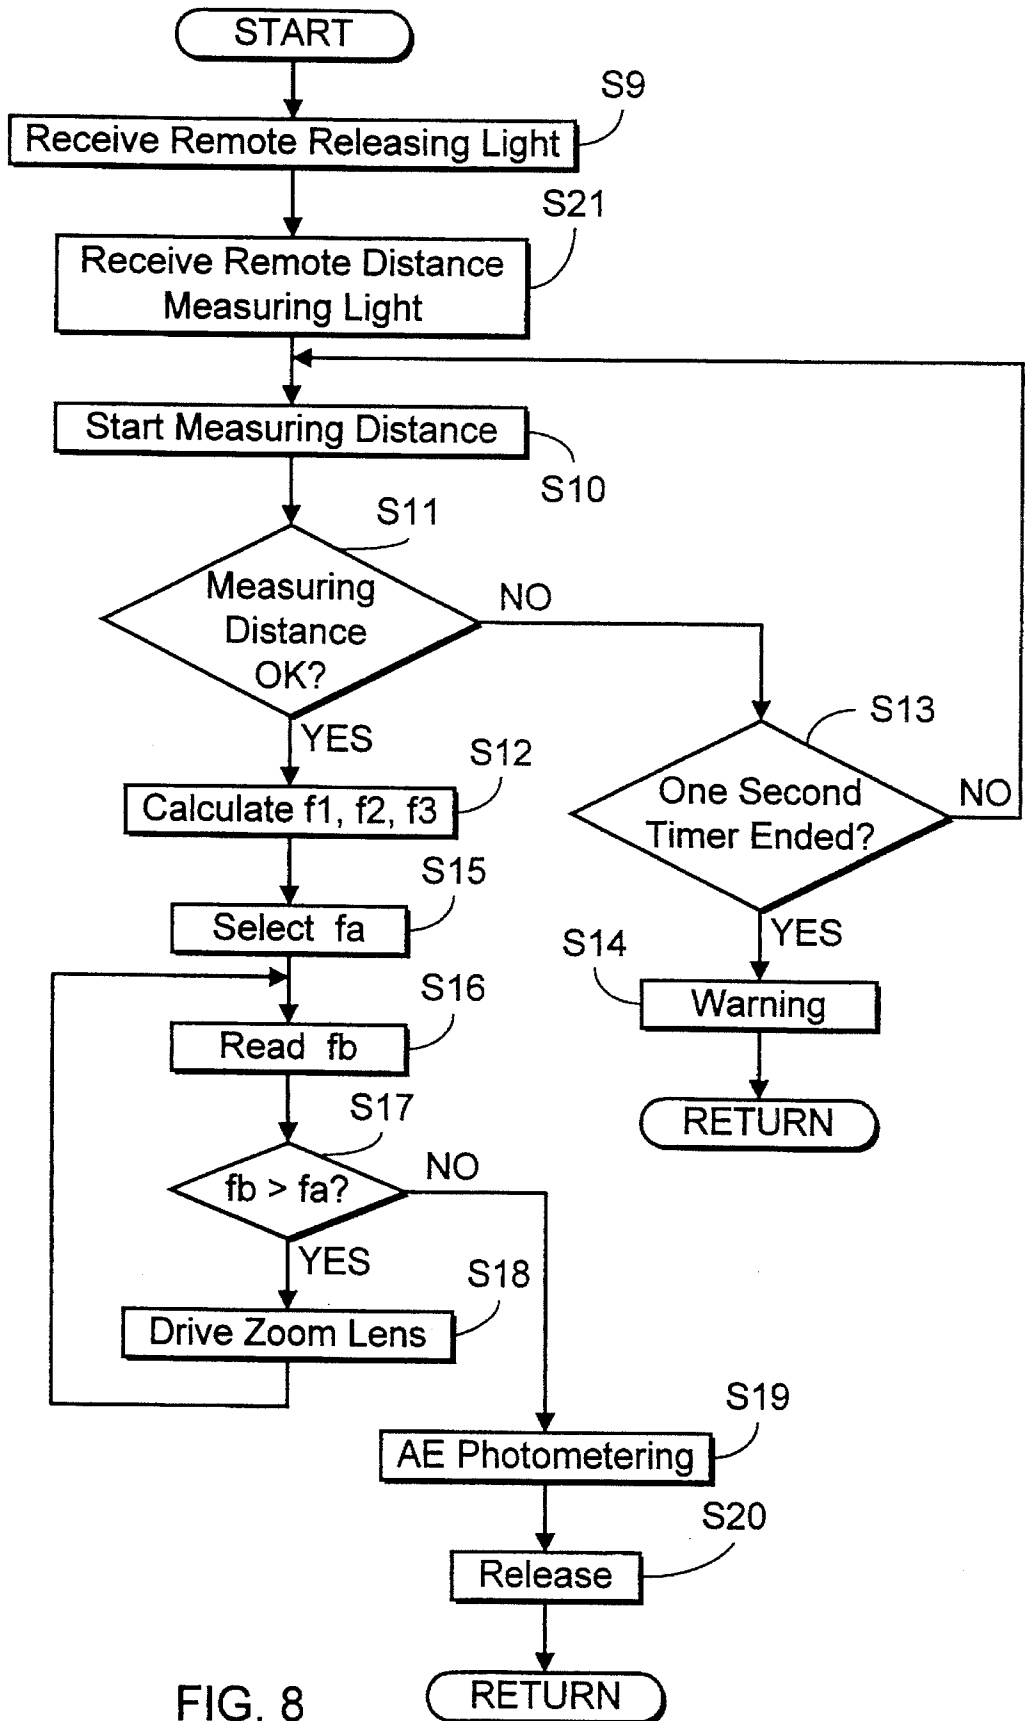 START
S9
Receive Remote Releasing Light
S21
Receive Remote Distance
Measuring Light
Start Measuring Distance
S10
S11
Measuring
Distance
OK?
NO
YES
S13
One Second
Timer Ended?
NO
YES
S12
Calculate f1, f2, f3
S15
Select fa
S14
Warning
RETURN
S16
Read fb
S17
fb > fa?
NO
YES
S18
Drive Zoom Lens
S19
AE Photometering
S20
Release
RETURN
FIG. 8